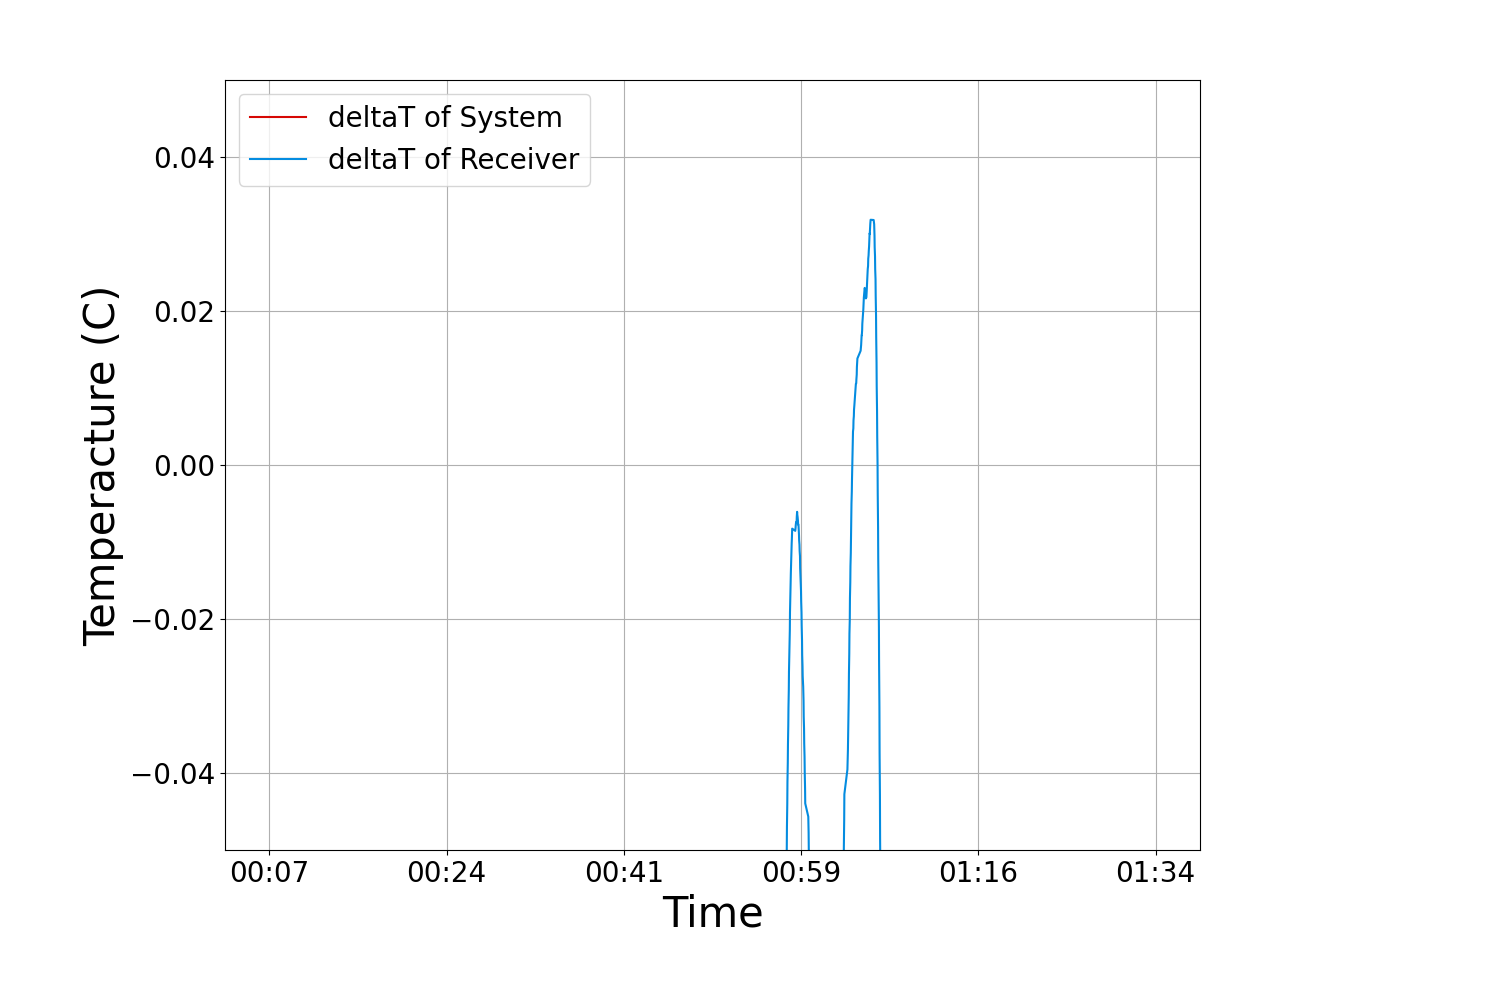 deltaT of System
deltaT of Receiver
0.04
0.02
0.00
−0.02
−0.04
Temperacture (C)
00:07 00:24 00:41 00:59 01:16 01:34
Time